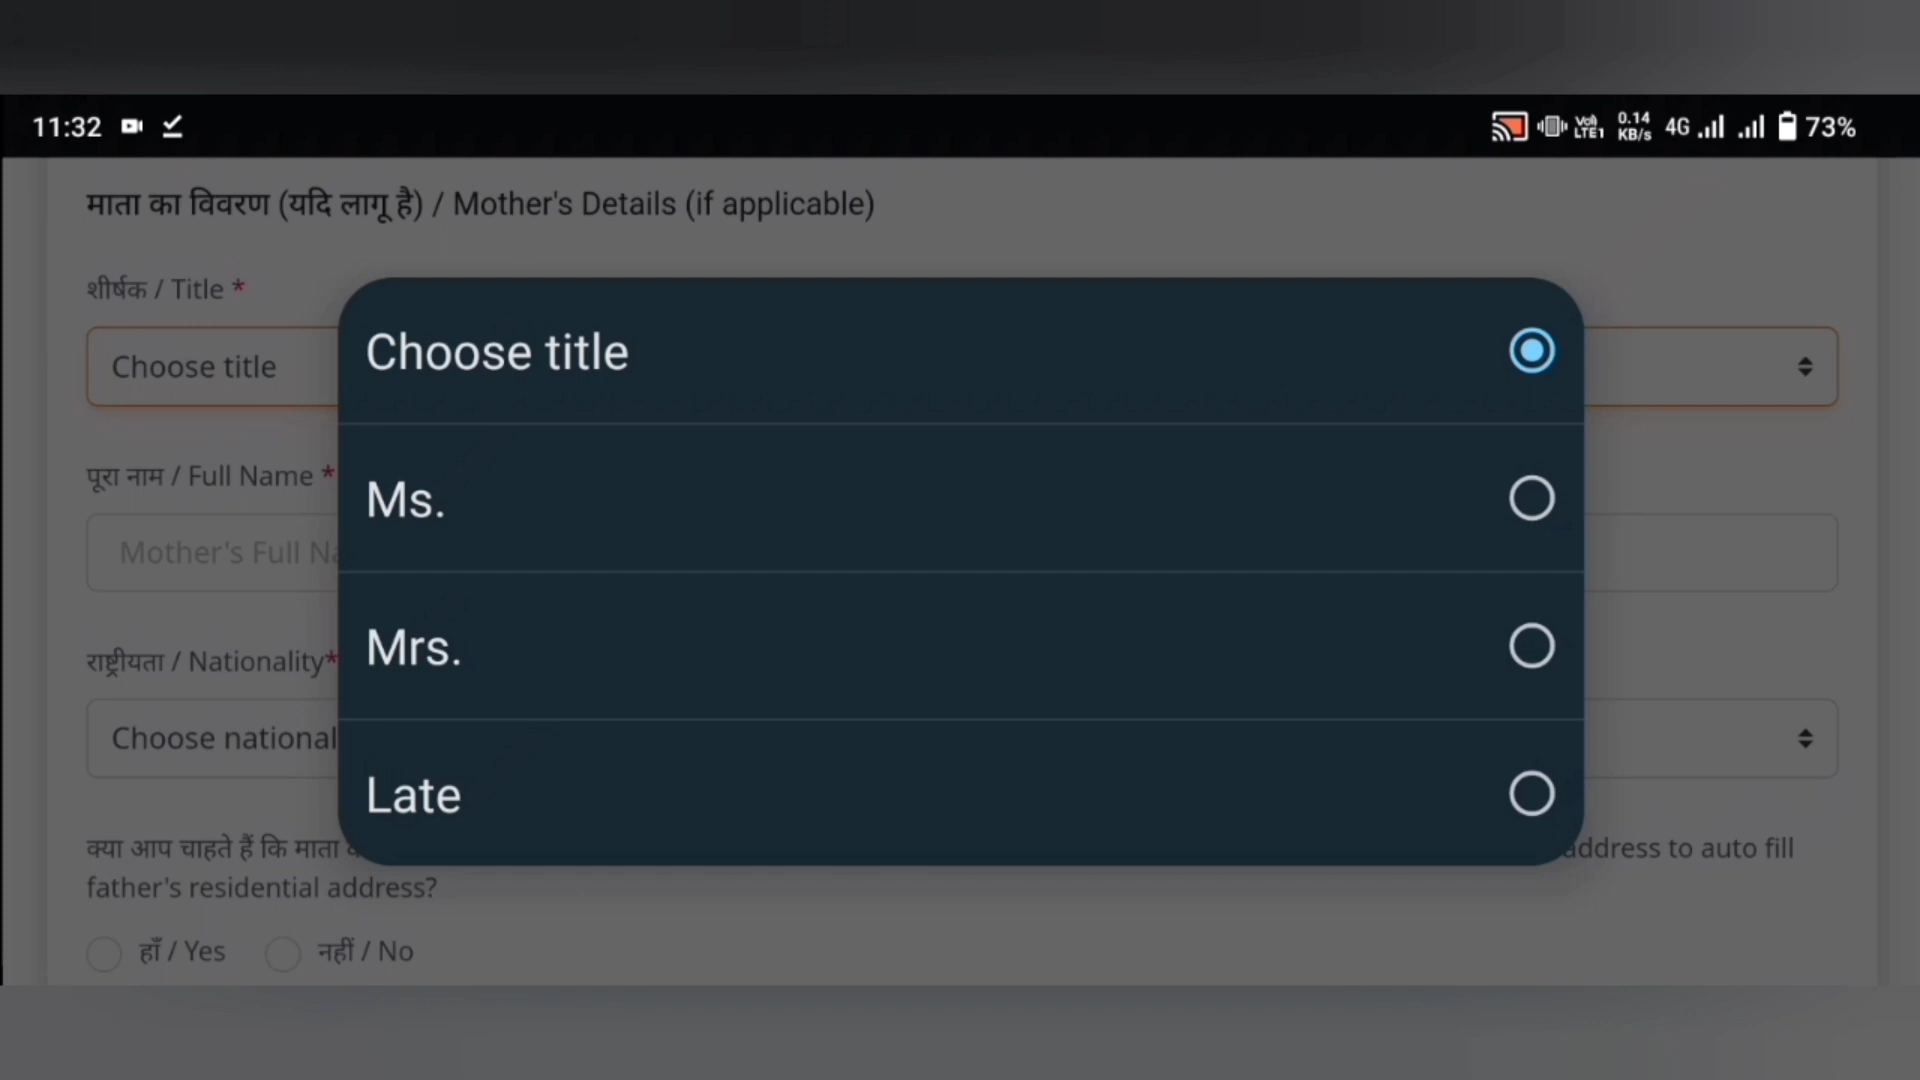 11:32
Vo) LTE1 0.14 KB/s 4G 73%
माता का विवरण (यदि लागू है) / Mother's Details (if applicable)
शीर्षक / Title *
Choose title
Choose title
Ms.
Mrs.
Late
पूरा नाम / Full Name *
Mother's Full
राष्ट्रीयता / Nationality*
Choose national
क्या आप चाहते हैं कि माता address to auto fill
father's residential address?
हाँ / Yes नहीं / No